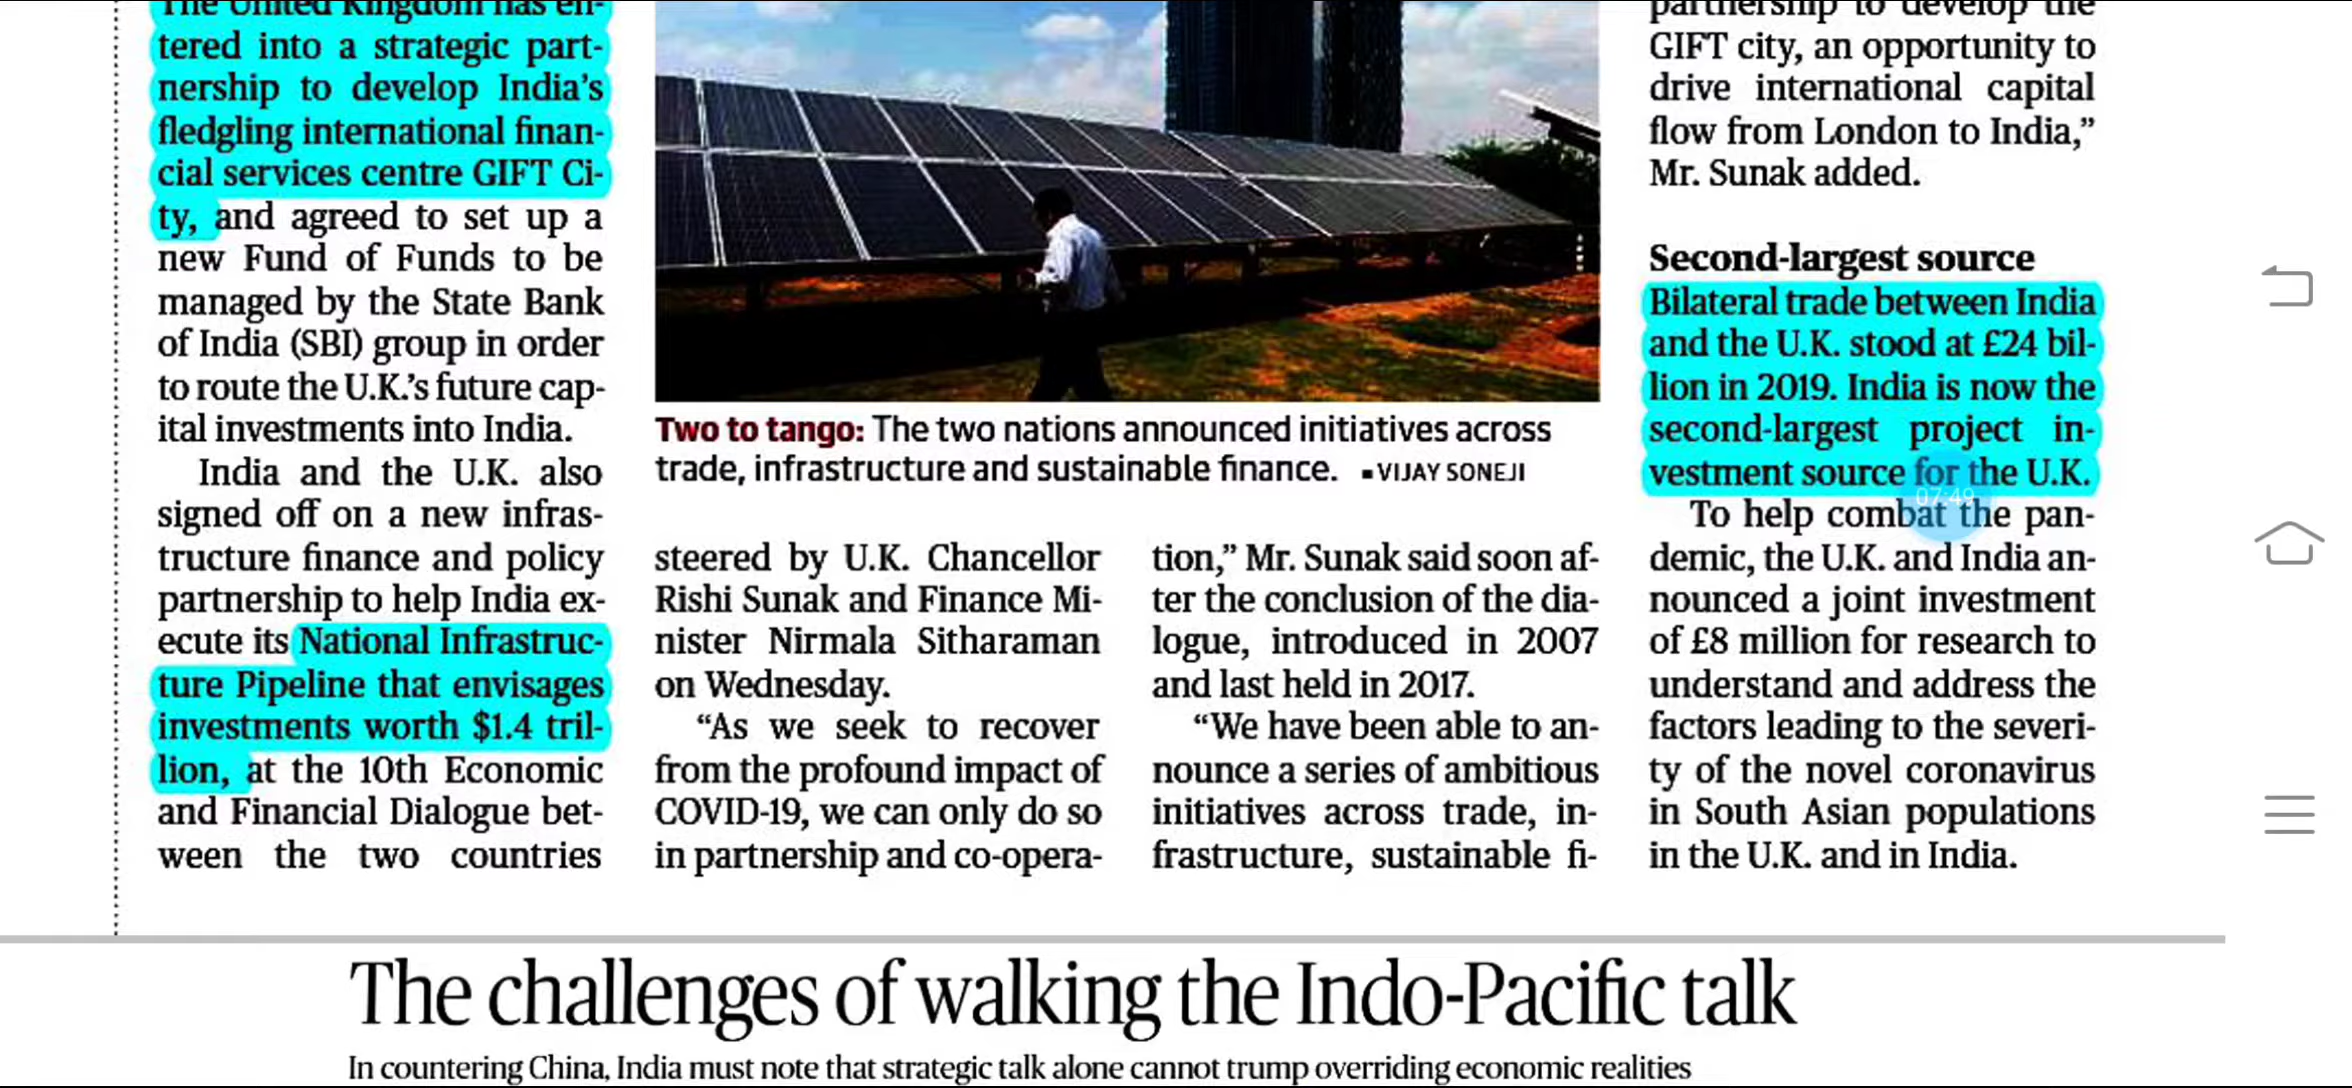 The United Kingdom has en-
tered into a strategic part-
nership to develop India's
fledgling international finan-
cial services centre GIFT Ci-
ty, and agreed to set up a
new Fund of Funds to be
managed by the State Bank
of India (SBI) group in order
to route the U.K.'s future cap-
ital investments into India.
India and the U.K. also
signed off on a new infras-
tructure finance and policy
partnership to help India ex-
ecute its National Infrastruc-
ture Pipeline that envisages
investments worth $1.4 tril-
lion, at the 10th Economic
and Financial Dialogue bet-
ween the two countries
Two to tango: The two nations announced initiatives across
trade, infrastructure and sustainable finance. ■ VIJAY SONEJI
steered by U.K. Chancellor
Rishi Sunak and Finance Mi-
nister Nirmala Sitharaman
on Wednesday.
“As we seek to recover
from the profound impact of
COVID-19, we can only do so
in partnership and co-opera-
tion,” Mr. Sunak said soon af-
ter the conclusion of the dia-
logue, introduced in 2007
and last held in 2017.
“We have been able to an-
nounce a series of ambitious
initiatives across trade, in-
frastructure, sustainable fi-
partnership to develop the
GIFT city, an opportunity to
drive international capital
flow from London to India,”
Mr. Sunak added.
Second-largest source
Bilateral trade between India
and the U.K. stood at £24 bil-
lion in 2019. India is now the
second-largest project in-
vestment source for the U.K.
07:49
To help combat the pan-
demic, the U.K. and India an-
nounced a joint investment
of £8 million for research to
understand and address the
factors leading to the severi-
ty of the novel coronavirus
in South Asian populations
in the U.K. and in India.
The challenges of walking the Indo-Pacific talk
In countering China, India must note that strategic talk alone cannot trump overriding economic realities